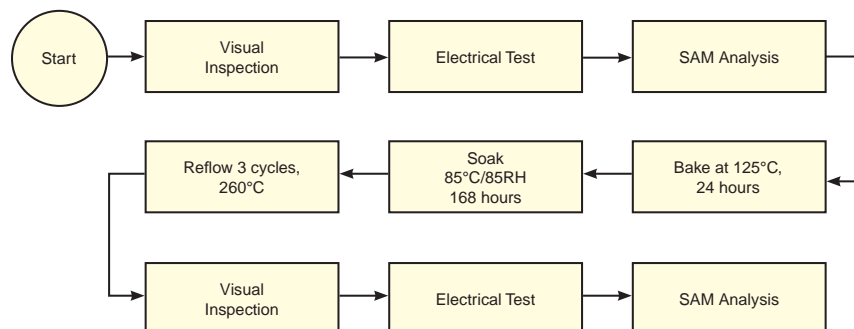 Start
Visual
Inspection
Electrical Test
SAM Analysis
Bake at 125°C,
24 hours
Soak
85°C/85RH
168 hours
Reflow 3 cycles,
260°C
Visual
Inspection
Electrical Test
SAM Analysis